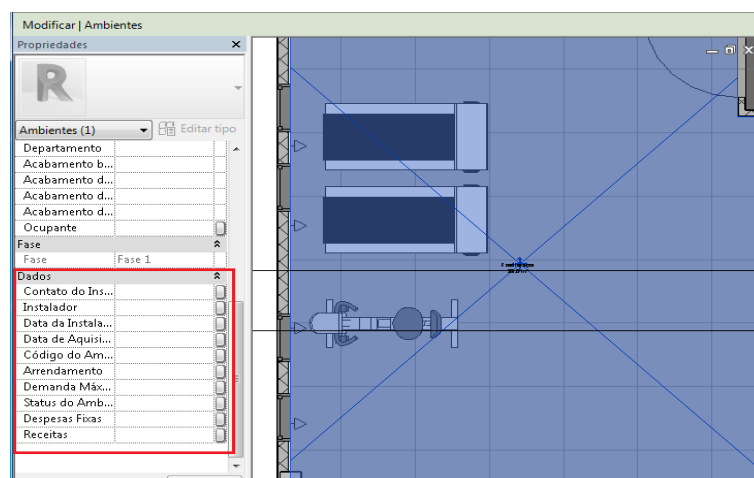 Modificar | Ambientes
Propriedades
R
Ambientes (1)
Editar tipo
Departamento
Acabamento b...
Acabamento d...
Acabamento d...
Acabamento d...
Ocupante
Fase
Fase Fase 1
Dados
Contato do Ins...
Instalador
Data da Instala...
Data de Aquisi...
Código do Am...
Arrendamento
Demanda Máx...
Status do Amb...
Despesas Fixas
Receitas